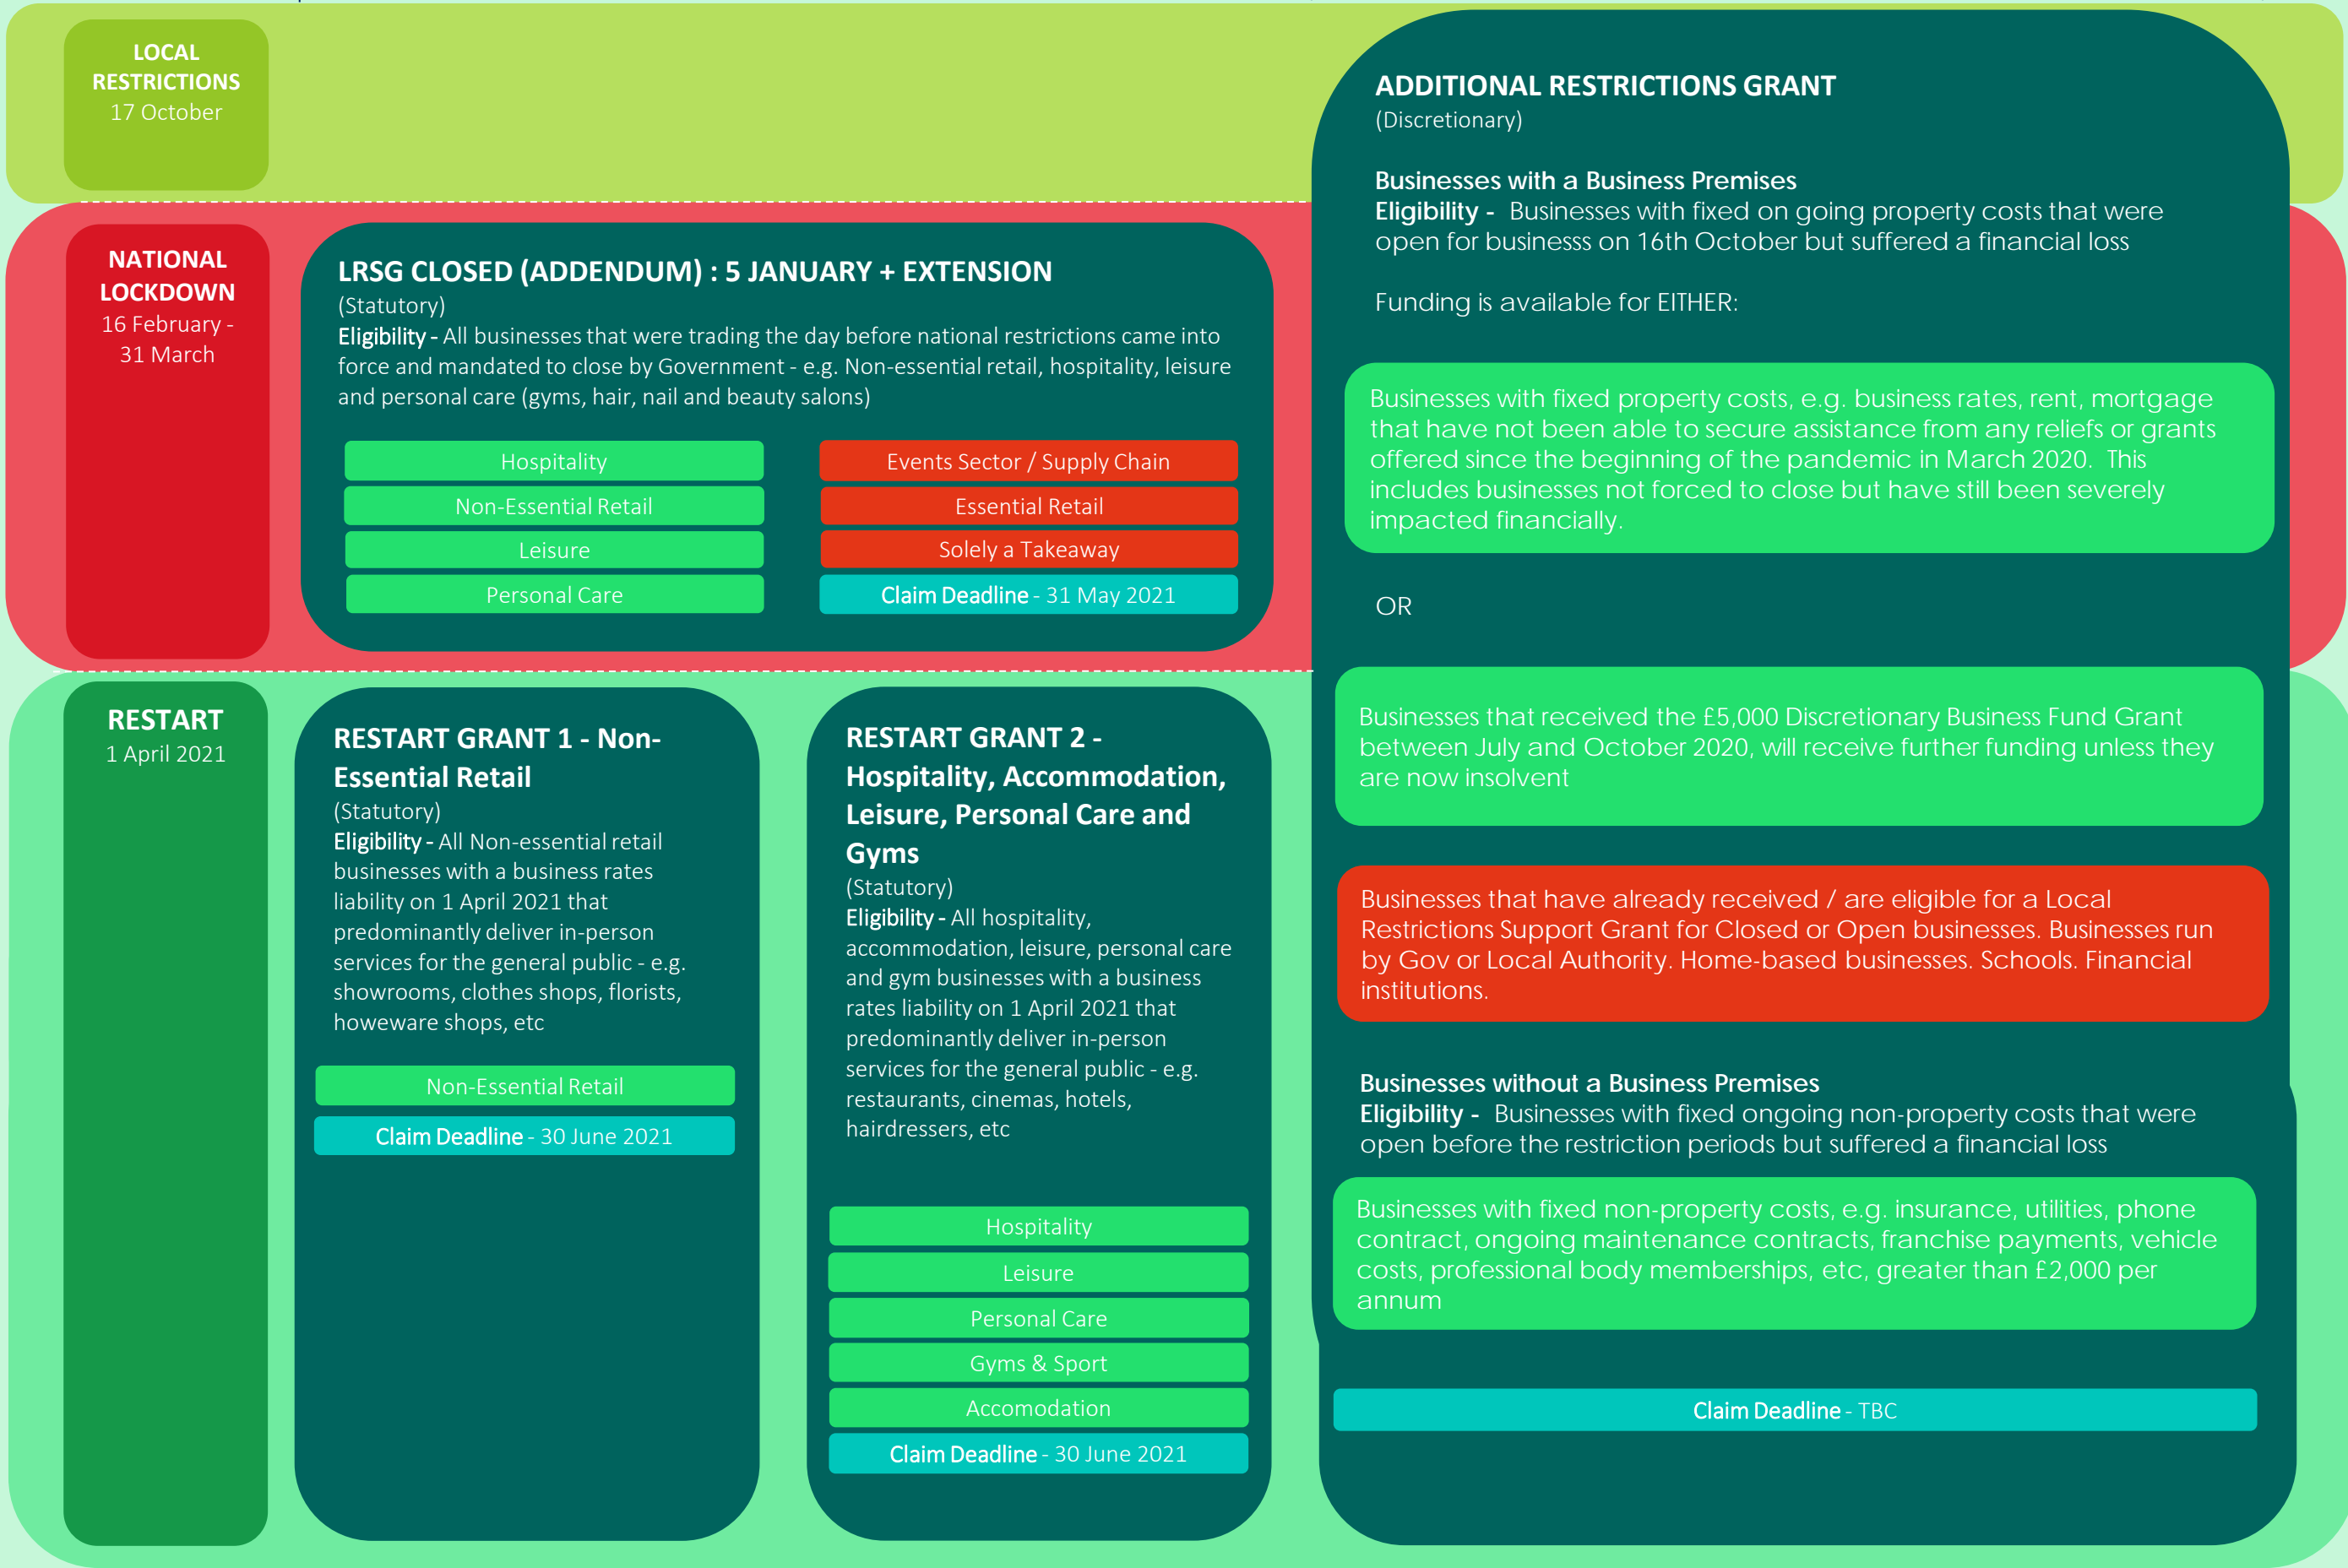 LOCAL
RESTRICTIONS
17 October
NATIONAL
LOCKDOWN
16 February -
31 March
LRSG CLOSED (ADDENDUM) : 5 JANUARY + EXTENSION
(Statutory)
Eligibility - All businesses that were trading the day before national restrictions came into
force and mandated to close by Government - e.g. Non-essential retail, hospitality, leisure
and personal care (gyms, hair, nail and beauty salons)
Hospitality
Non-Essential Retail
Leisure
Personal Care
Events Sector / Supply Chain
Essential Retail
Solely a Takeaway
Claim Deadline - 31 May 2021
RESTART
1 April 2021
RESTART GRANT 1 - Non-
Essential Retail
(Statutory)
Eligibility - All Non-essential retail
businesses with a business rates
liability on 1 April 2021 that
predominantly deliver in-person
services for the general public - e.g.
showrooms, clothes shops, florists,
howeware shops, etc
Non-Essential Retail
Claim Deadline - 30 June 2021
RESTART GRANT 2 -
Hospitality, Accommodation,
Leisure, Personal Care and
Gyms
(Statutory)
Eligibility - All hospitality,
accommodation, leisure, personal care
and gym businesses with a business
rates liability on 1 April 2021 that
predominantly deliver in-person
services for the general public - e.g.
restaurants, cinemas, hotels,
hairdressers, etc
Hospitality
Leisure
Personal Care
Gyms & Sport
Accomodation
Claim Deadline - 30 June 2021
ADDITIONAL RESTRICTIONS GRANT
(Discretionary)
Businesses with a Business Premises
Eligibility -  Businesses with fixed on going property costs that were
open for businesss on 16th October but suffered a financial loss
Funding is available for EITHER:
Businesses with fixed property costs, e.g. business rates, rent, mortgage
that have not been able to secure assistance from any reliefs or grants
offered since the beginning of the pandemic in March 2020.  This
includes businesses not forced to close but have still been severely
impacted financially.
OR
Businesses that received the £5,000 Discretionary Business Fund Grant
between July and October 2020, will receive further funding unless they
are now insolvent
Businesses that have already received / are eligible for a Local
Restrictions Support Grant for Closed or Open businesses. Businesses run
by Gov or Local Authority. Home-based businesses. Schools. Financial
institutions.
Businesses without a Business Premises
Eligibility -  Businesses with fixed ongoing non-property costs that were
open before the restriction periods but suffered a financial loss
Businesses with fixed non-property costs, e.g. insurance, utilities, phone
contract, ongoing maintenance contracts, franchise payments, vehicle
costs, professional body memberships, etc, greater than £2,000 per
annum
Claim Deadline - TBC